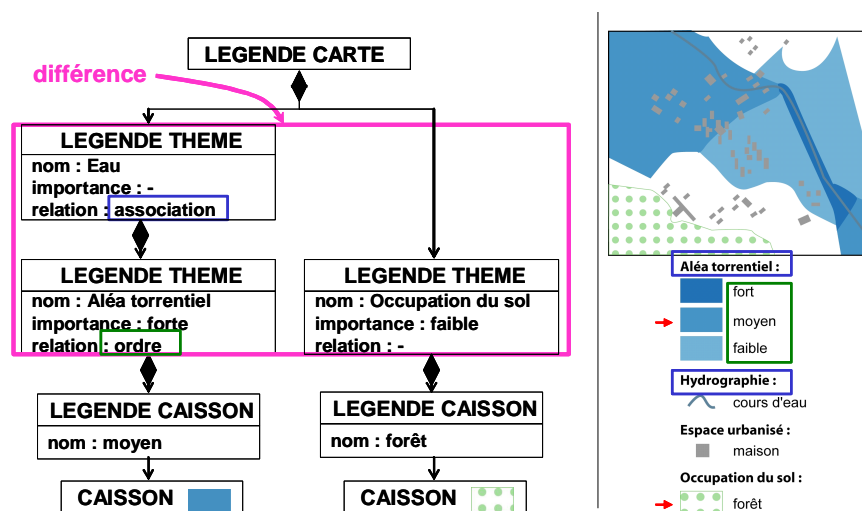 LEGENDE CARTE
différence
LEGENDE THEME
nom : Eau
importance : -
relation : association
LEGENDE THEME
nom : Aléa torrentiel
importance : forte
relation : ordre
LEGENDE THEME
nom : Occupation du sol
importance : faible
relation : -
LEGENDE CAISSON
nom : moyen
LEGENDE CAISSON
nom : forêt
CAISSON
CAISSON
Aléa torrentiel :
fort
moyen
faible
Hydrographie :
cours d'eau
Espace urbanisé :
maison
Occupation du sol :
forêt